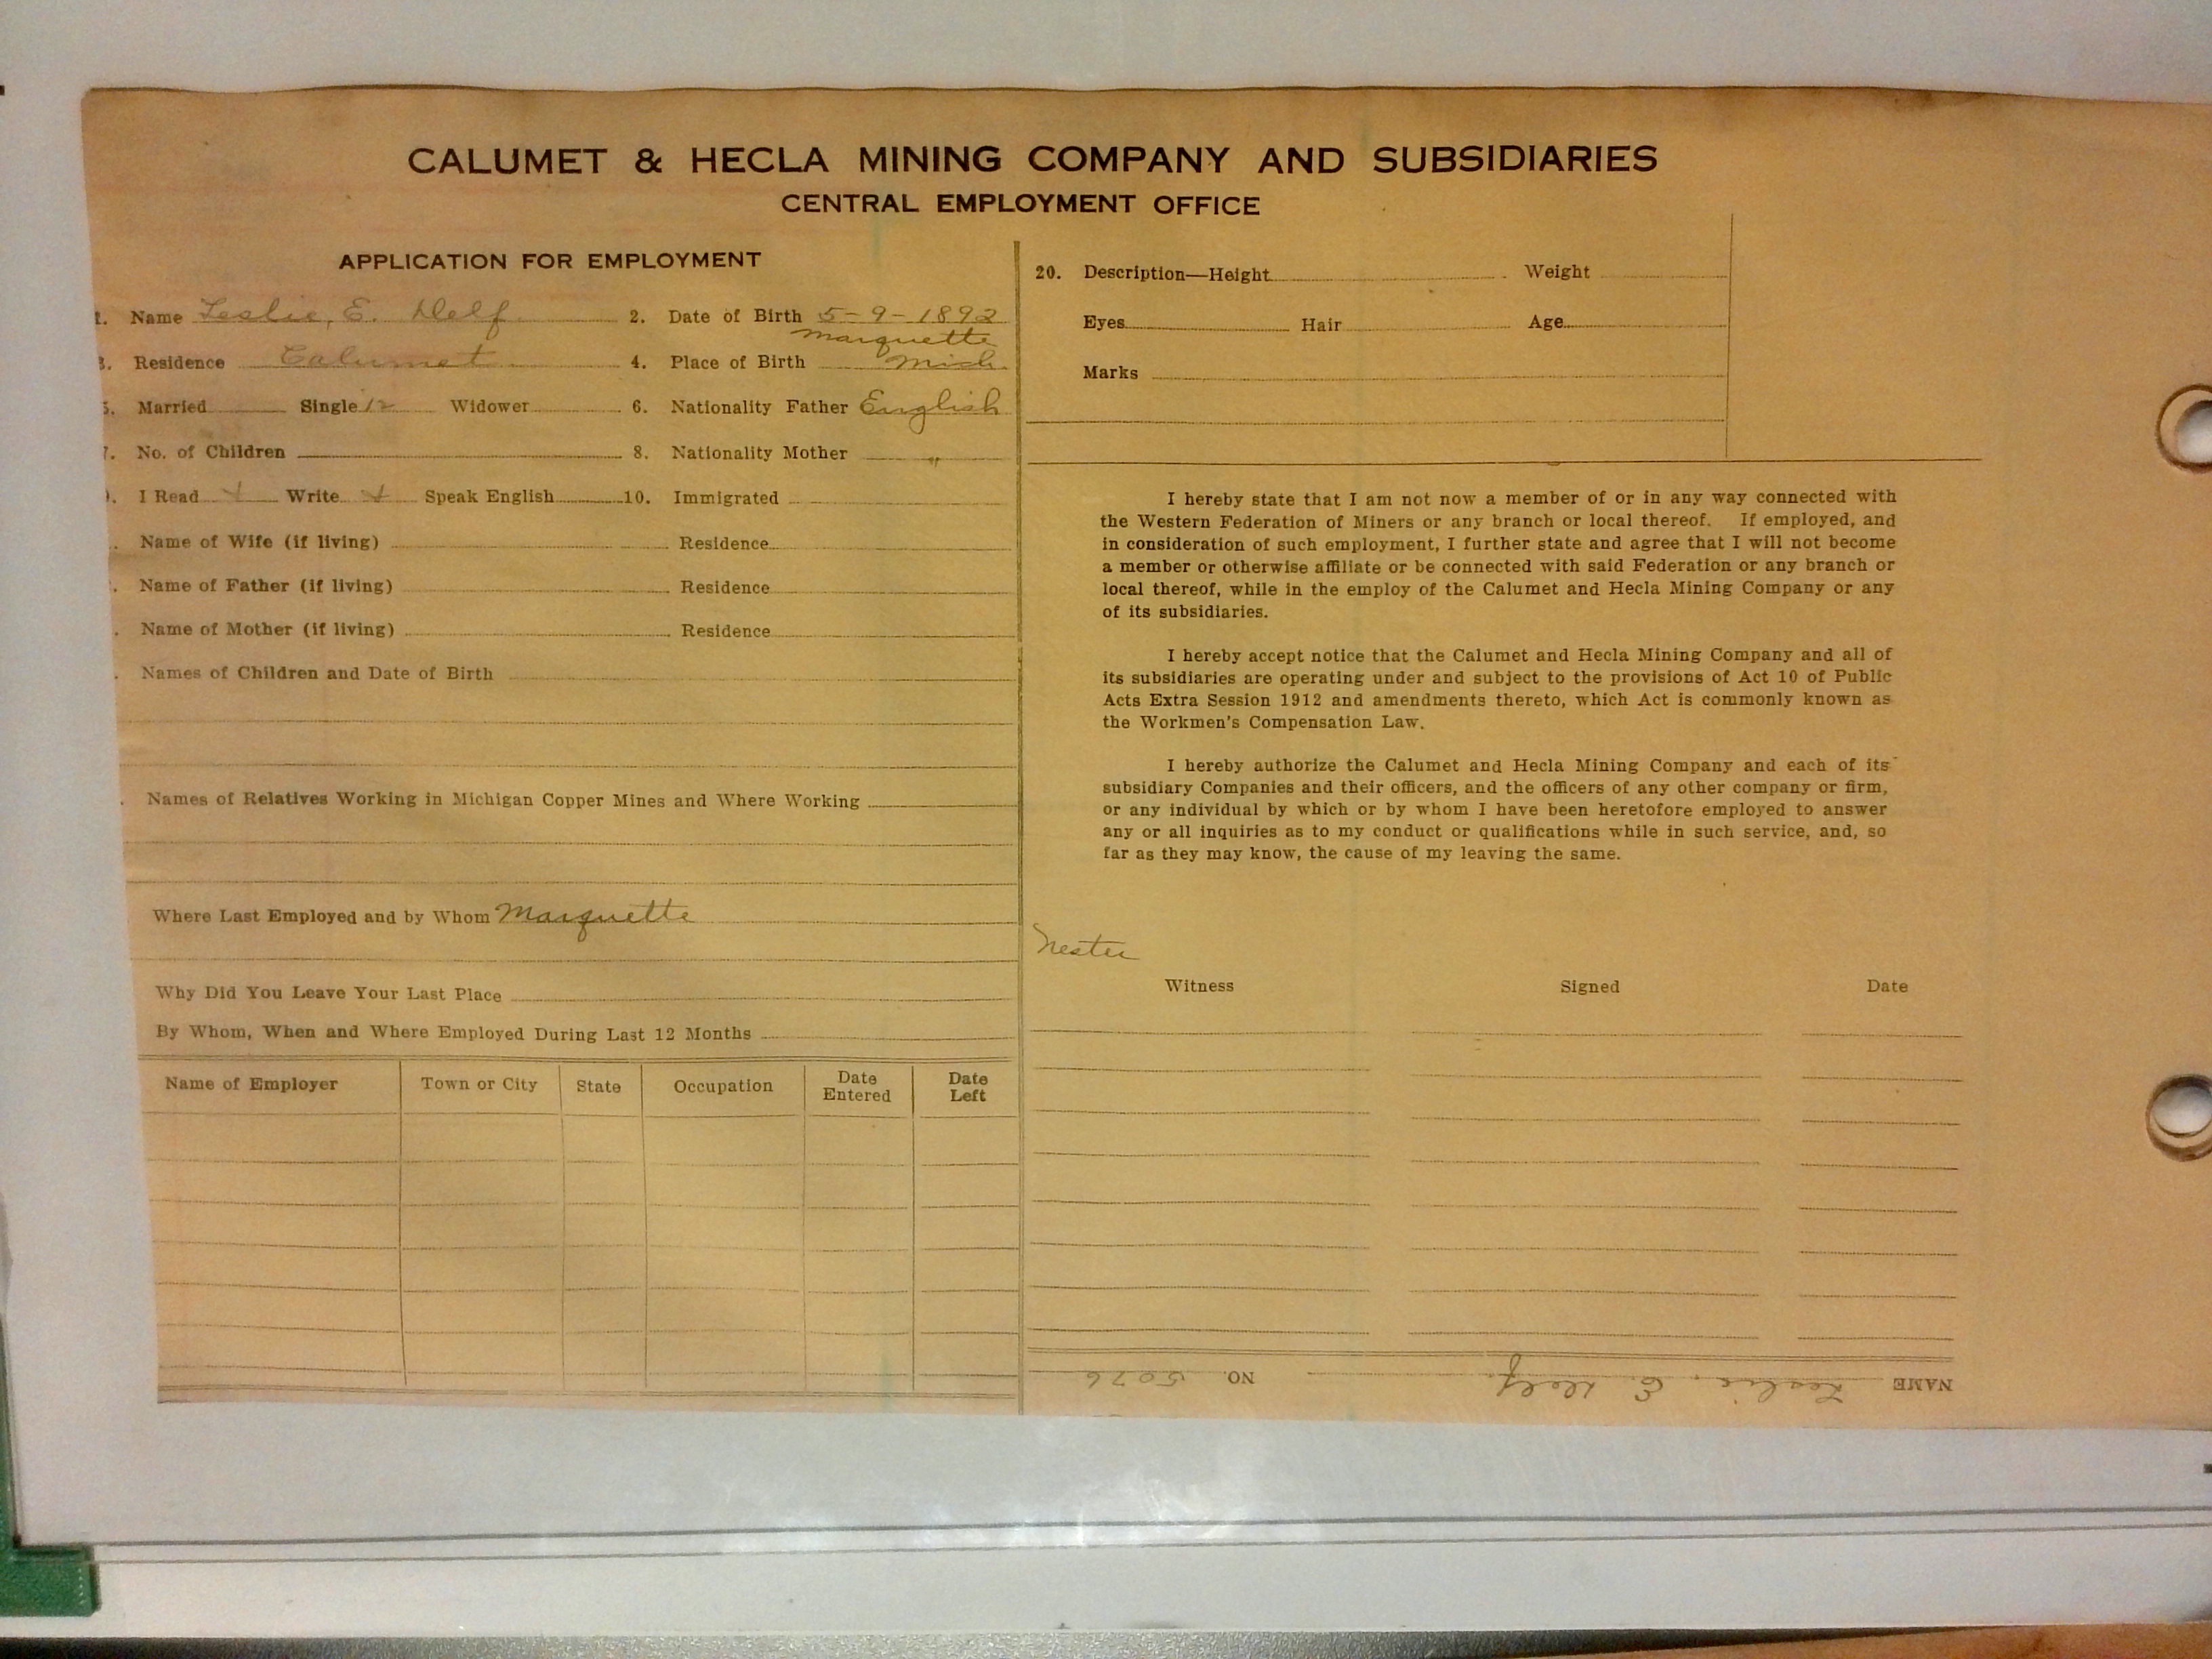 CALUMET & HECLA MINING COMPANY AND SUBSIDIARIES
CENTRAL EMPLOYMENT OFFICE
APPLICATION FOR EMPLOYMENT
1. Name Leslie, E. Delf 2. Date of Birth 5-9-1892
Marquette
3. Residence Calumet 4. Place of Birth Mich.
5. Married Single Widower 6. Nationality Father English
7. No. of Children 8. Nationality Mother "
I Read Write Speak English 10. Immigrated
Name of Wife (if living) Residence
Name of Father (if living) Residence
Name of Mother (if living) Residence
Names of Children and Date of Birth
Names of Relatives Working in Michigan Copper Mines and Where Working
Where Last Employed and by Whom Marquette
Why Did You Leave Your Last Place
By Whom, When and Where Employed During Last 12 Months
Name of Employer Town or City State Occupation Date Entered Date Left
20. Description—Height Weight
Eyes Hair Age
Marks
I hereby state that I am not now a member of or in any way connected with
the Western Federation of Miners or any branch or local thereof. If employed, and
in consideration of such employment, I further state and agree that I will not become
a member or otherwise affiliate or be connected with said Federation or any branch or
local thereof, while in the employ of the Calumet and Hecla Mining Company or any
of its subsidiaries.
I hereby accept notice that the Calumet and Hecla Mining Company and all of
its subsidiaries are operating under and subject to the provisions of Act 10 of Public
Acts Extra Session 1912 and amendments thereto, which Act is commonly known as
the Workmen's Compensation Law.
I hereby authorize the Calumet and Hecla Mining Company and each of its
subsidiary Companies and their officers, and the officers of any other company or firm,
or any individual by which or by whom I have been heretofore employed to answer
any or all inquiries as to my conduct or qualifications while in such service, and, so
far as they may know, the cause of my leaving the same.
Nester
Witness Signed Date
NAME Leslie, E. Delf. NO. 5076